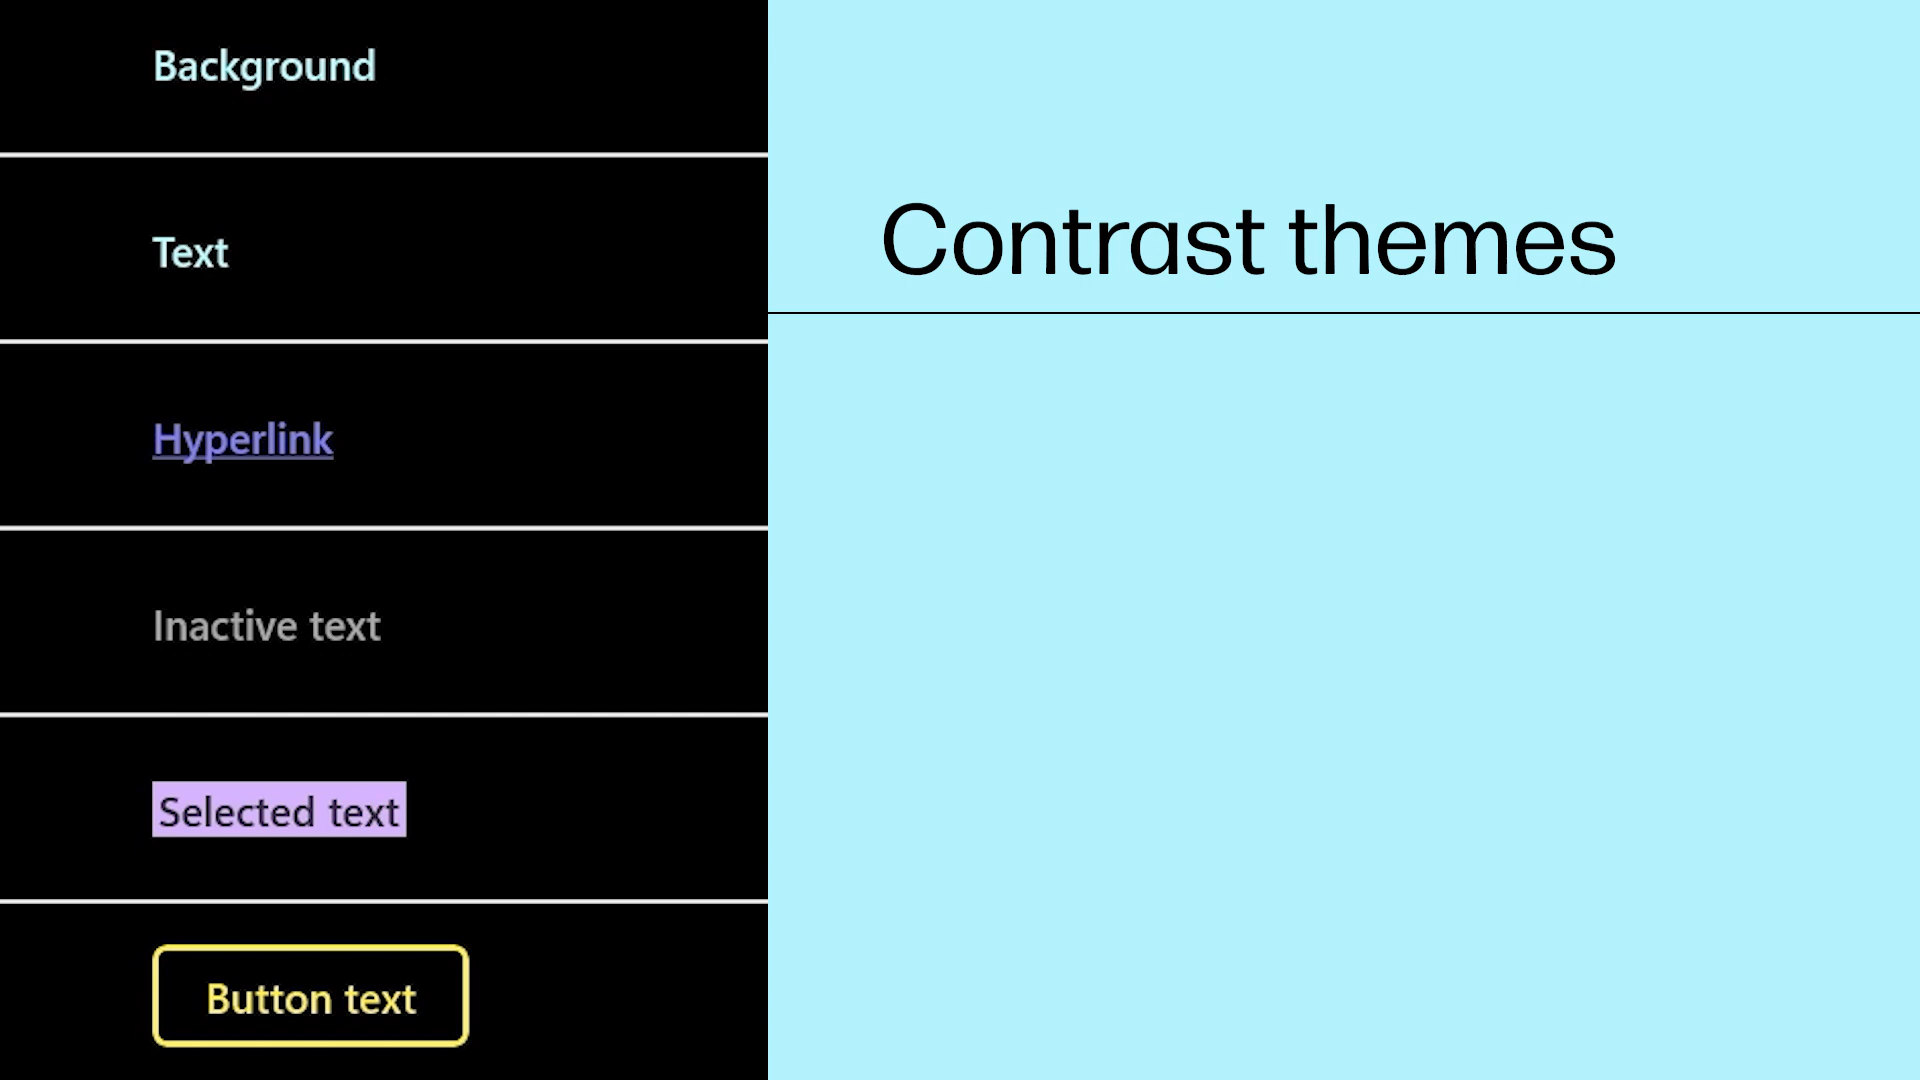 Background
Text
Hyperlink
Inactive text
Selected text
Button text
Contrast themes